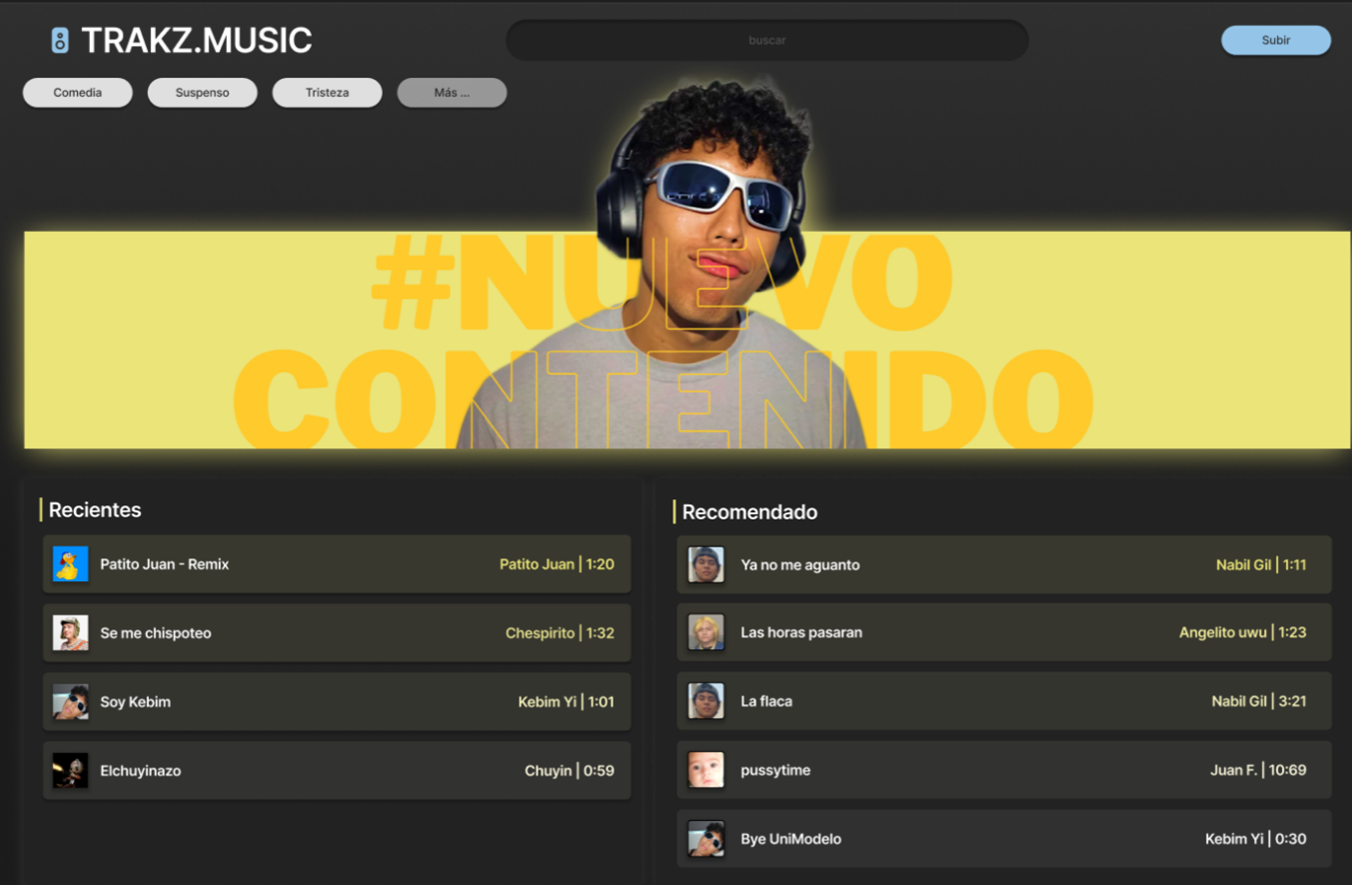 TRAKZ.MUSIC
buscar
Subir
Comedia
Suspenso
Tristeza
Más ...
#NUEVO
CONTENIDO
Recientes
Patito Juan - Remix
Patito Juan | 1:20
Se me chispoteo
Chespirito | 1:32
Soy Kebim
Kebim Yi | 1:01
Elchuyinazo
Chuyin | 0:59
Recomendado
Ya no me aguanto
Nabil Gil | 1:11
Las horas pasaran
Angelito uwu | 1:23
La flaca
Nabil Gil | 3:21
pussytime
Juan F. | 10:69
Bye UniModelo
Kebim Yi | 0:30